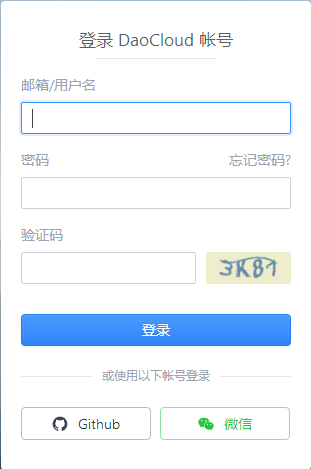 登录 DaoCloud 帐号
邮箱/用户名
密码 忘记密码?
验证码
3K87
登录
或使用以下帐号登录
Github 微信